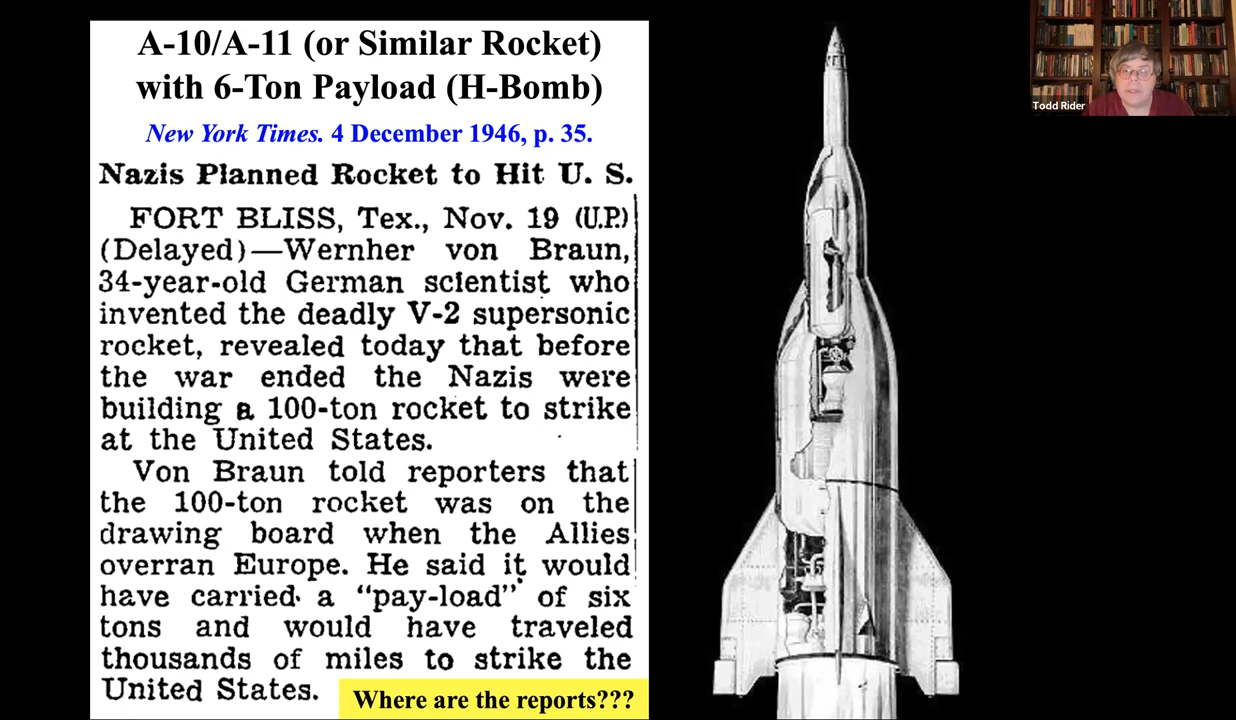 A-10/A-11 (or Similar Rocket)
with 6-Ton Payload (H-Bomb)
New York Times. 4 December 1946, p. 35.
Nazis Planned Rocket to Hit U. S.
FORT BLISS, Tex., Nov. 19 (U.P.)
(Delayed)—Wernher von Braun,
34-year-old German scientist who
invented the deadly V-2 supersonic
rocket, revealed today that before
the war ended the Nazis were
building a 100-ton rocket to strike
at the United States.
Von Braun told reporters that
the 100-ton rocket was on the
drawing board when the Allies
overran Europe. He said it would
have carried a “pay-load” of six
tons and would have traveled
thousands of miles to strike the
United States.
Where are the reports???
Todd Rider